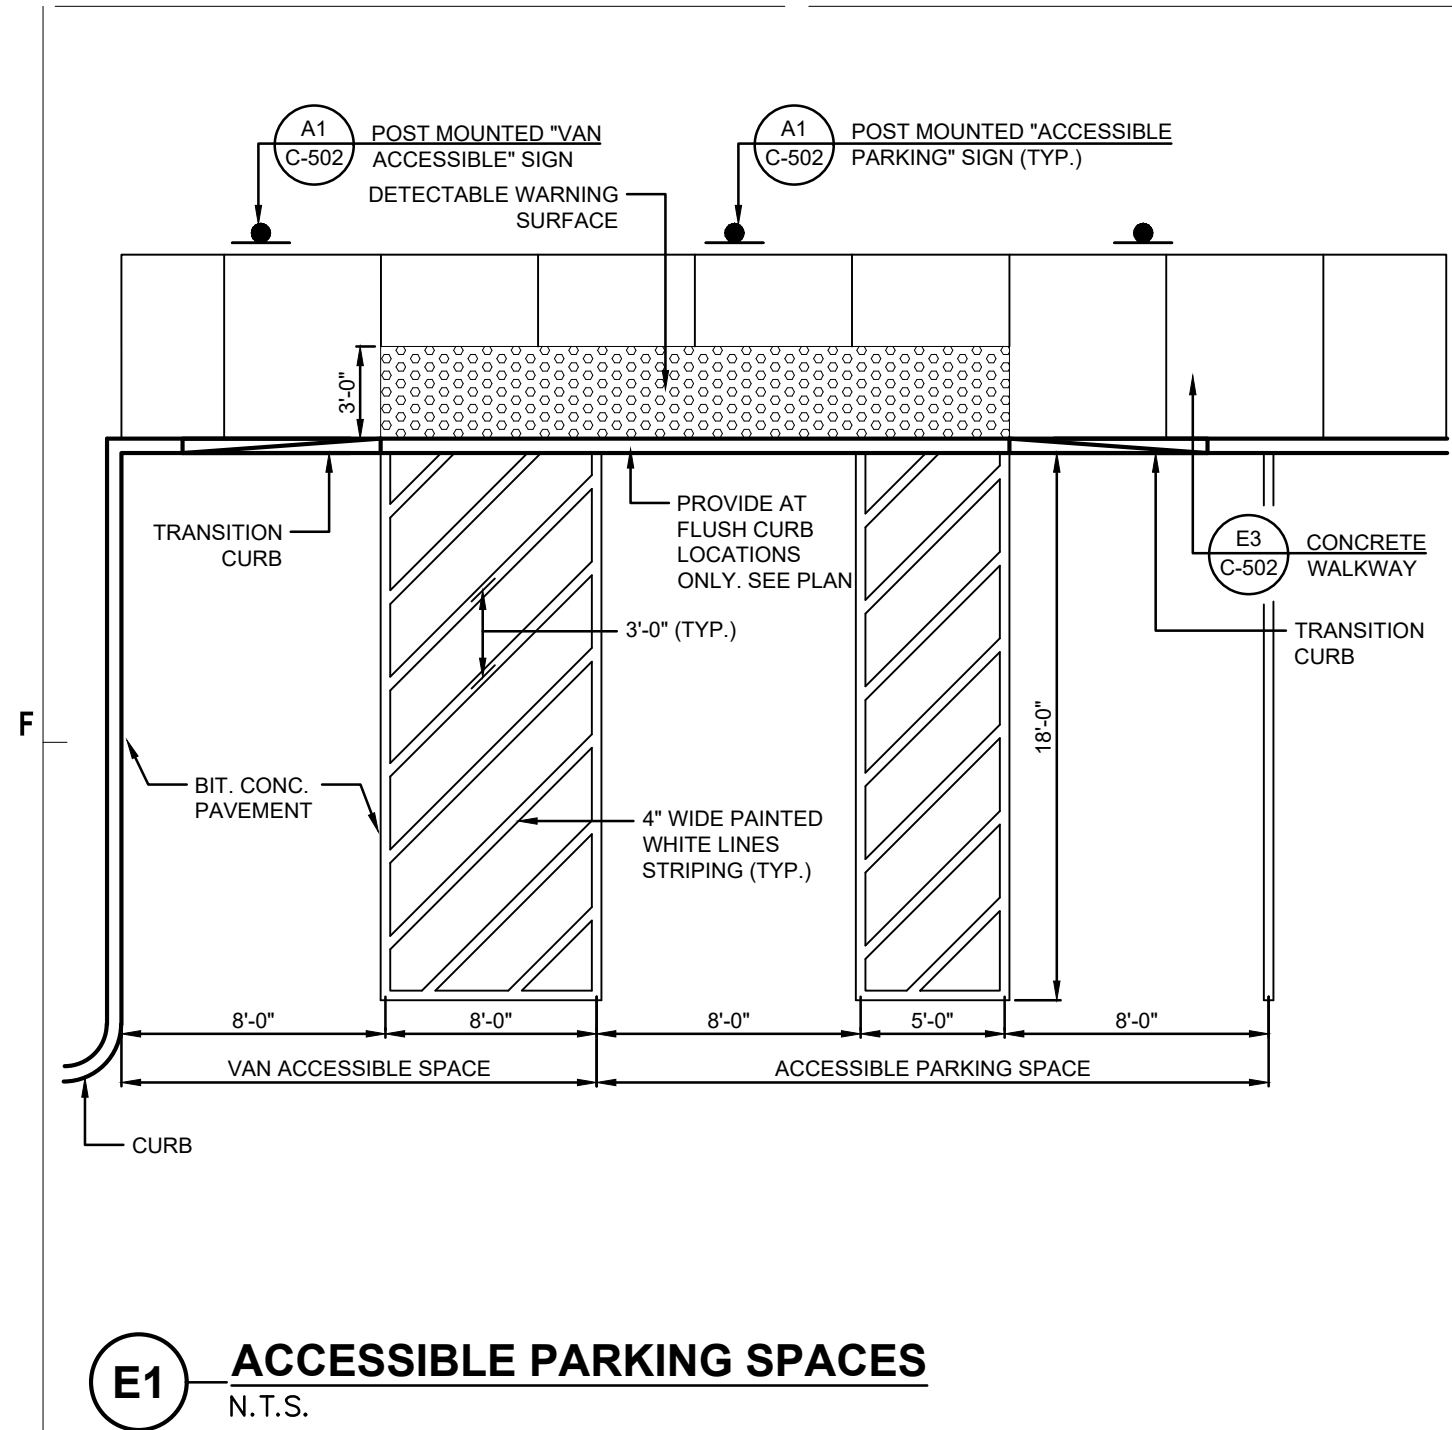 A1
C-502
POST MOUNTED "VAN
ACCESSIBLE" SIGN
A1
C-502
POST MOUNTED "ACCESSIBLE
PARKING" SIGN (TYP.)
DETECTABLE WARNING
SURFACE
3'-0"
TRANSITION
CURB
PROVIDE AT
FLUSH CURB
LOCATIONS
ONLY. SEE PLAN
E3
C-502
CONCRETE
WALKWAY
3'-0" (TYP.)
TRANSITION
CURB
F
18'-0"
BIT. CONC.
PAVEMENT
4" WIDE PAINTED
WHITE LINES
STRIPING (TYP.)
8'-0"
8'-0"
8'-0"
5'-0"
8'-0"
VAN ACCESSIBLE SPACE
ACCESSIBLE PARKING SPACE
CURB
E1
ACCESSIBLE PARKING SPACES
N.T.S.